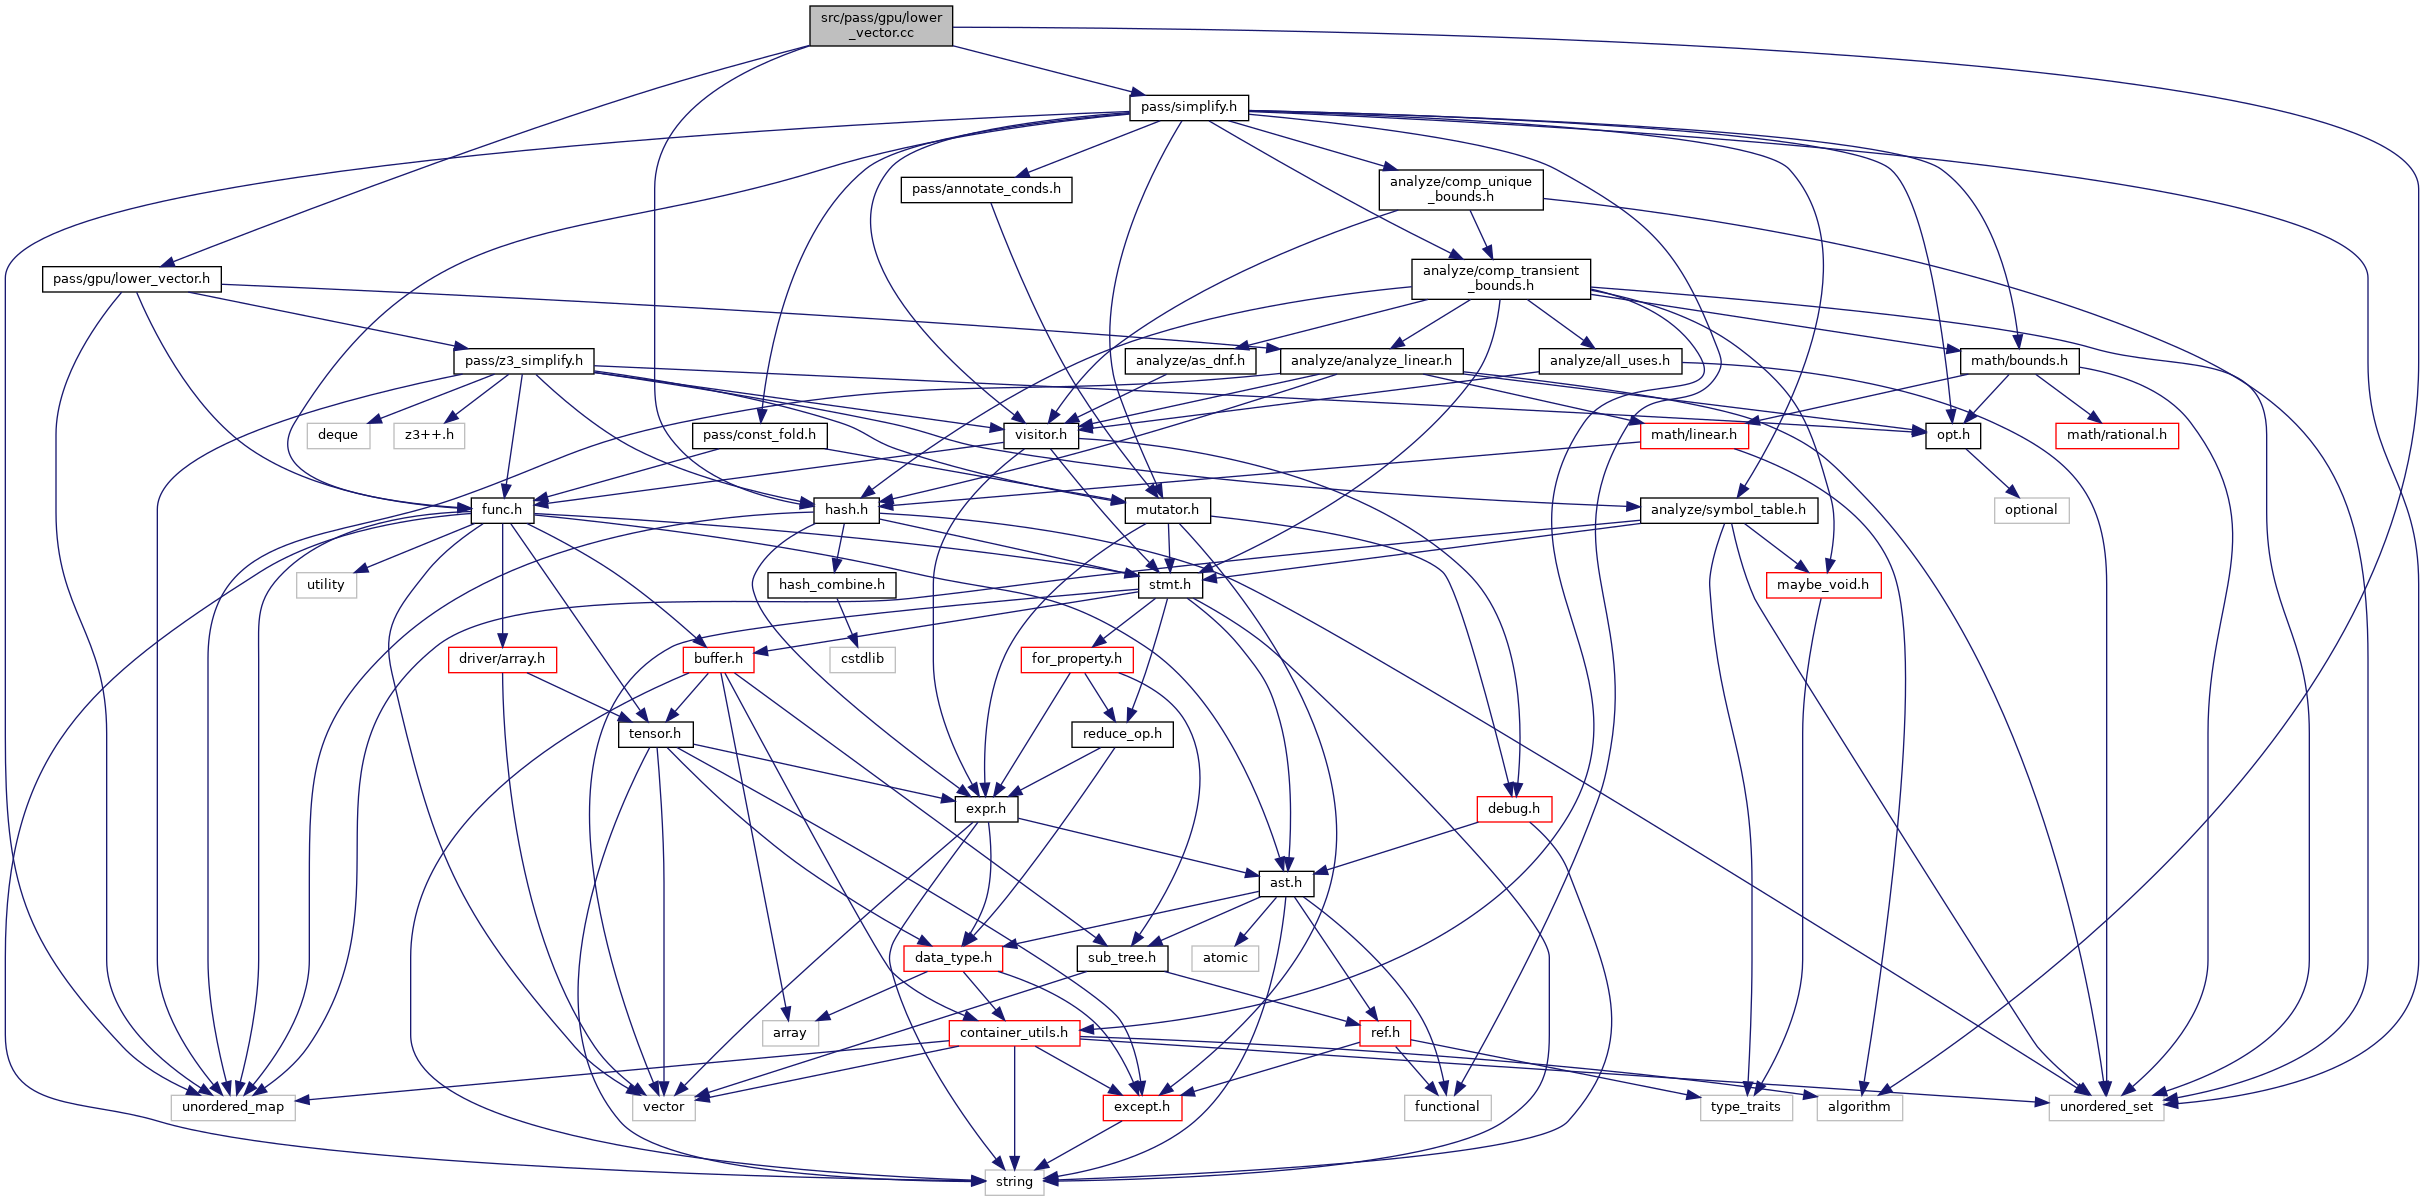 src/pass/gpu/lower
_vector.cc
pass/simplify.h
pass/annotate_conds.h
analyze/comp_unique
_bounds.h
pass/gpu/lower_vector.h
analyze/comp_transient
_bounds.h
pass/z3_simplify.h
analyze/as_dnf.h
analyze/analyze_linear.h
analyze/all_uses.h
math/bounds.h
deque
z3++.h
pass/const_fold.h
visitor.h
math/linear.h
opt.h
math/rational.h
func.h
hash.h
mutator.h
analyze/symbol_table.h
optional
utility
hash_combine.h
stmt.h
maybe_void.h
driver/array.h
buffer.h
cstdlib
for_property.h
tensor.h
reduce_op.h
expr.h
debug.h
ast.h
data_type.h
sub_tree.h
atomic
array
container_utils.h
ref.h
unordered_map
vector
except.h
functional
type_traits
algorithm
unordered_set
string